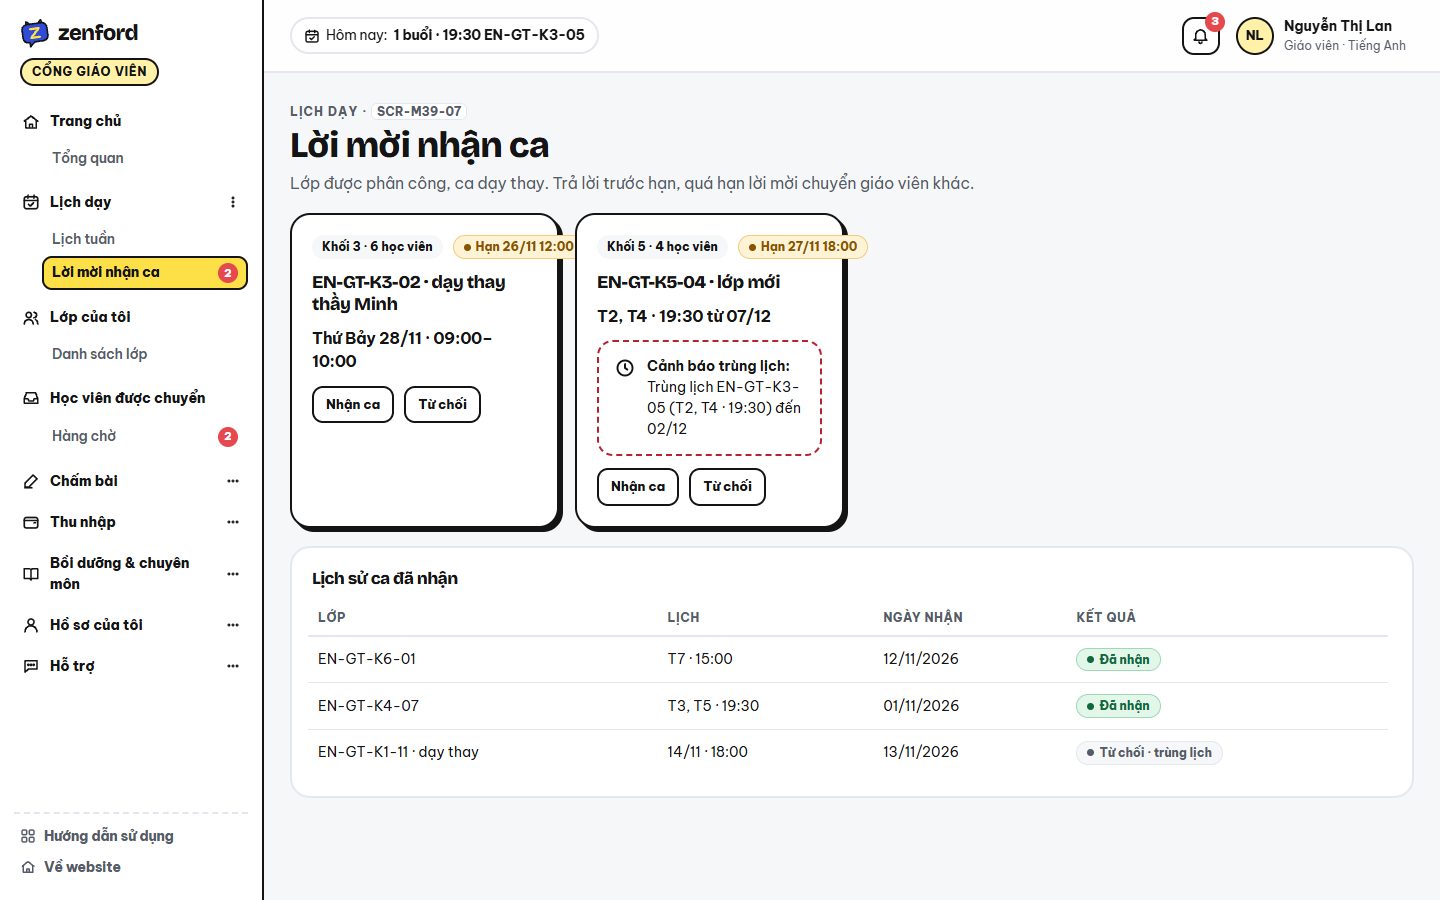 zenford
CỔNG GIÁO VIÊN
Trang chủ
Tổng quan
Lịch dạy
Lịch tuần
Lời mời nhận ca 2
Lớp của tôi
Danh sách lớp
Học viên được chuyển
Hàng chờ 2
Chấm bài
Thu nhập
Bồi dưỡng & chuyên
môn
Hồ sơ của tôi
Hỗ trợ
Hướng dẫn sử dụng
Về website
Hôm nay: 1 buổi · 19:30 EN-GT-K3-05
3
NL
Nguyễn Thị Lan
Giáo viên · Tiếng Anh
LỊCH DẠY · SCR-M39-07
Lời mời nhận ca
Lớp được phân công, ca dạy thay. Trả lời trước hạn, quá hạn lời mời chuyển giáo viên khác.
Khối 3 · 6 học viên Hạn 26/11 12:00
EN-GT-K3-02 · dạy thay
thầy Minh
Thứ Bảy 28/11 · 09:00–
10:00
Nhận ca Từ chối
Khối 5 · 4 học viên Hạn 27/11 18:00
EN-GT-K5-04 · lớp mới
T2, T4 · 19:30 từ 07/12
Cảnh báo trùng lịch:
Trùng lịch EN-GT-K3-
05 (T2, T4 · 19:30) đến
02/12
Nhận ca Từ chối
Lịch sử ca đã nhận
LỚP LỊCH NGÀY NHẬN KẾT QUẢ
EN-GT-K6-01 T7 · 15:00 12/11/2026 Đã nhận
EN-GT-K4-07 T3, T5 · 19:30 01/11/2026 Đã nhận
EN-GT-K1-11 · dạy thay 14/11 · 18:00 13/11/2026 Từ chối · trùng lịch